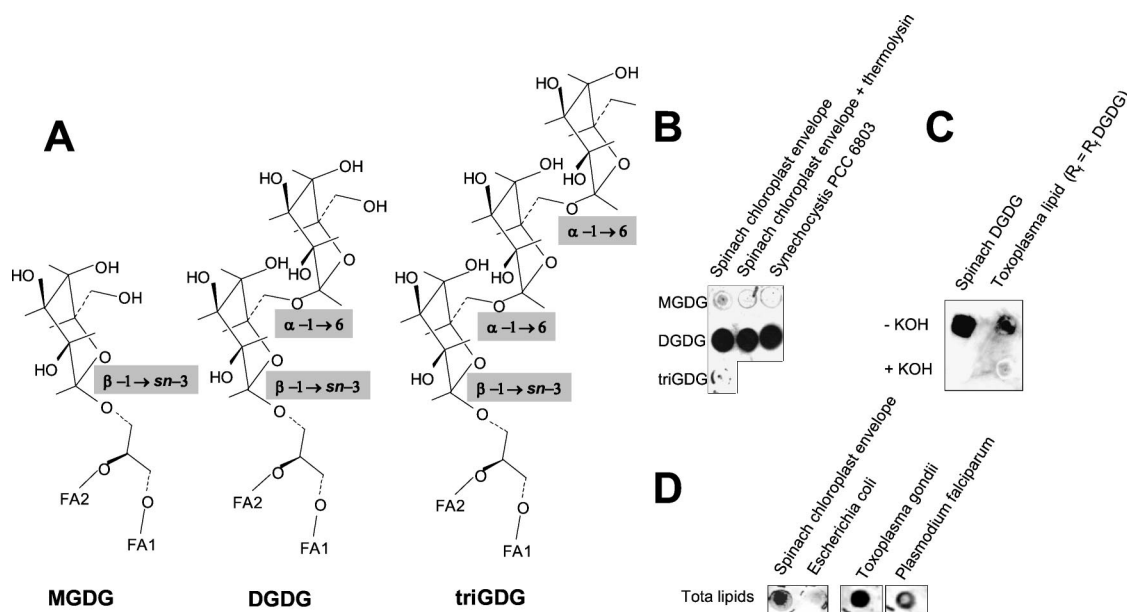 A
B
C
D
HO
OH
OH
HO
O
β –1→ sn–3
O
O
FA2
O
FA1
MGDG
HO
OH
HO
OH
HO
O
O
α –1→ 6
HO
OH
HO
O
β –1→ sn–3
O
O
FA2
O
FA1
DGDG
HO
OH
HO
HO
O
O
α –1→ 6
HO
OH
HO
HO
O
O
α –1→ 6
HO
OH
HO
O
β –1→ sn–3
O
O
FA2
O
FA1
triGDG
Spinach chloroplast envelope
Spinach chloroplast envelope + thermolysin
Synechocystis PCC 6803
MGDG
DGDG
triGDG
Spinach DGDG
Toxoplasma lipid (Rf = Rf DGDG)
- KOH
+ KOH
Spinach chloroplast envelope
Escherichia coli
Toxoplasma gondii
Plasmodium falciparum
Tota lipids